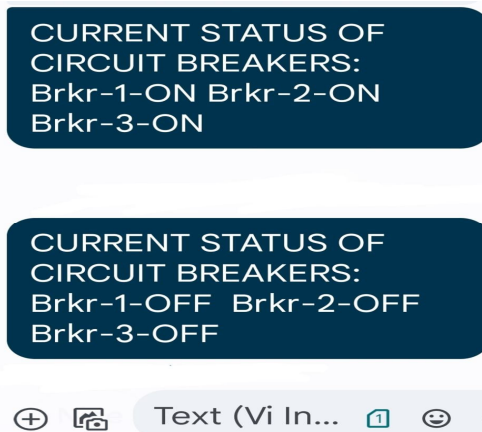 CURRENT STATUS OF
CIRCUIT BREAKERS:
Brkr-1-ON Brkr-2-ON
Brkr-3-ON
CURRENT STATUS OF
CIRCUIT BREAKERS:
Brkr-1-OFF Brkr-2-OFF
Brkr-3-OFF
Text (Vi In... 1